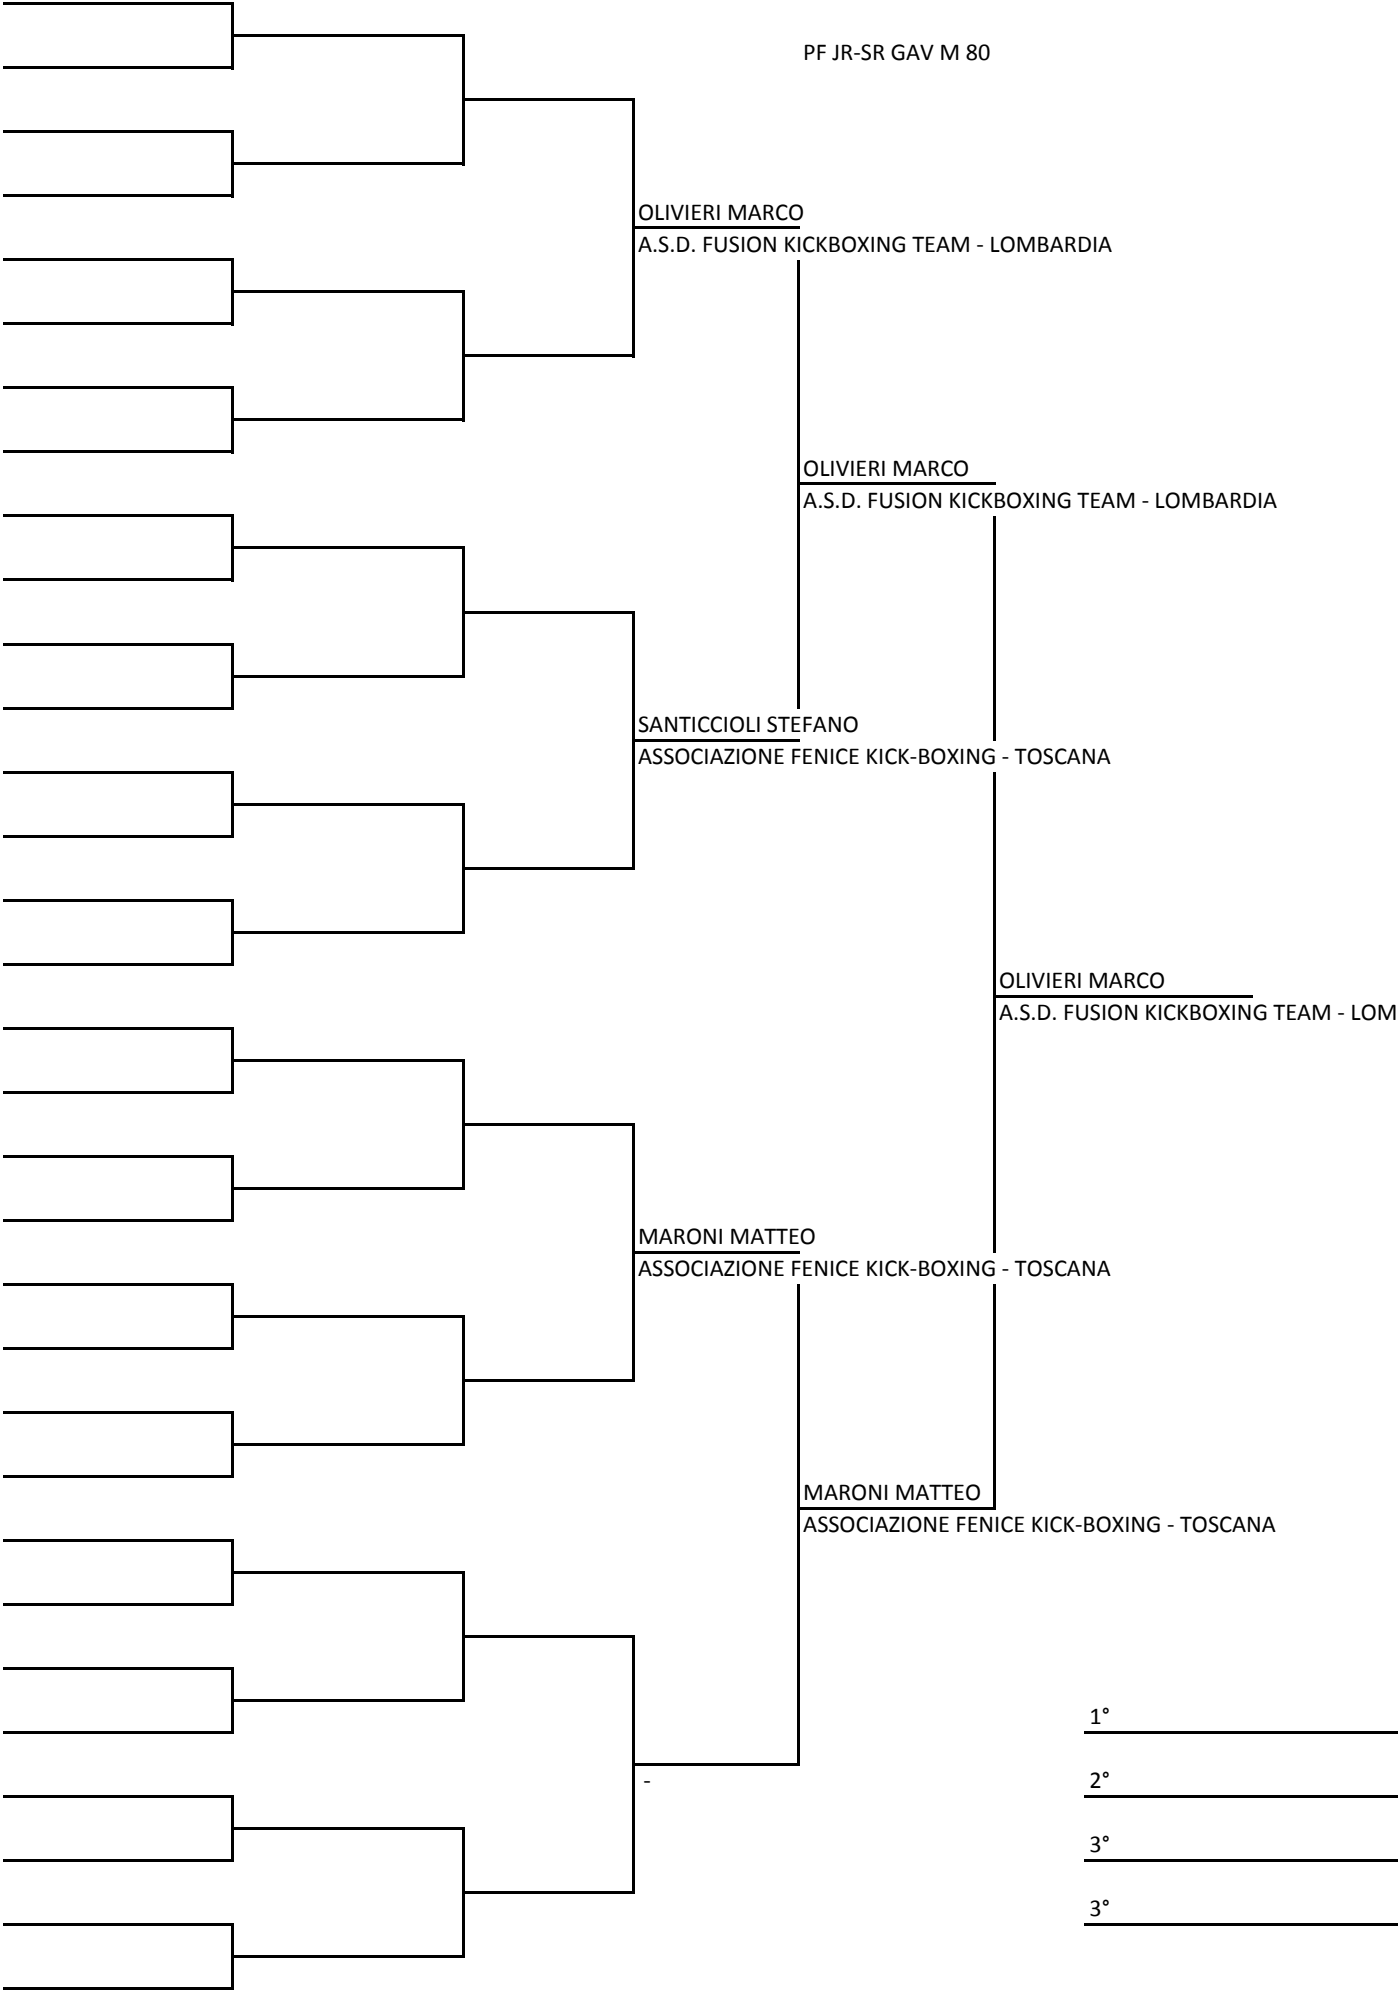 PF JR-SR GAV M 80
OLIVIERI MARCO
A.S.D. FUSION KICKBOXING TEAM - LOMBARDIA
OLIVIERI MARCO
A.S.D. FUSION KICKBOXING TEAM - LOMBARDIA
SANTICCIOLI STEFANO
ASSOCIAZIONE FENICE KICK-BOXING - TOSCANA
OLIVIERI MARCO
A.S.D. FUSION KICKBOXING TEAM - LOM
MARONI MATTEO
ASSOCIAZIONE FENICE KICK-BOXING - TOSCANA
MARONI MATTEO
ASSOCIAZIONE FENICE KICK-BOXING - TOSCANA
1°
-
2°
3°
3°